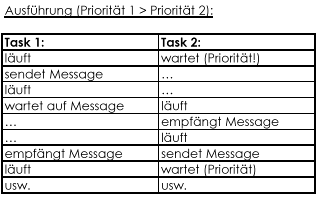 Ausführung (Priorität 1 > Priorität 2):
Task 1: Task 2:
läuft wartet (Priorität!)
sendet Message ...
läuft ...
wartet auf Message läuft
... empfängt Message
... läuft
empfängt Message sendet Message
läuft wartet (Priorität)
usw. usw.